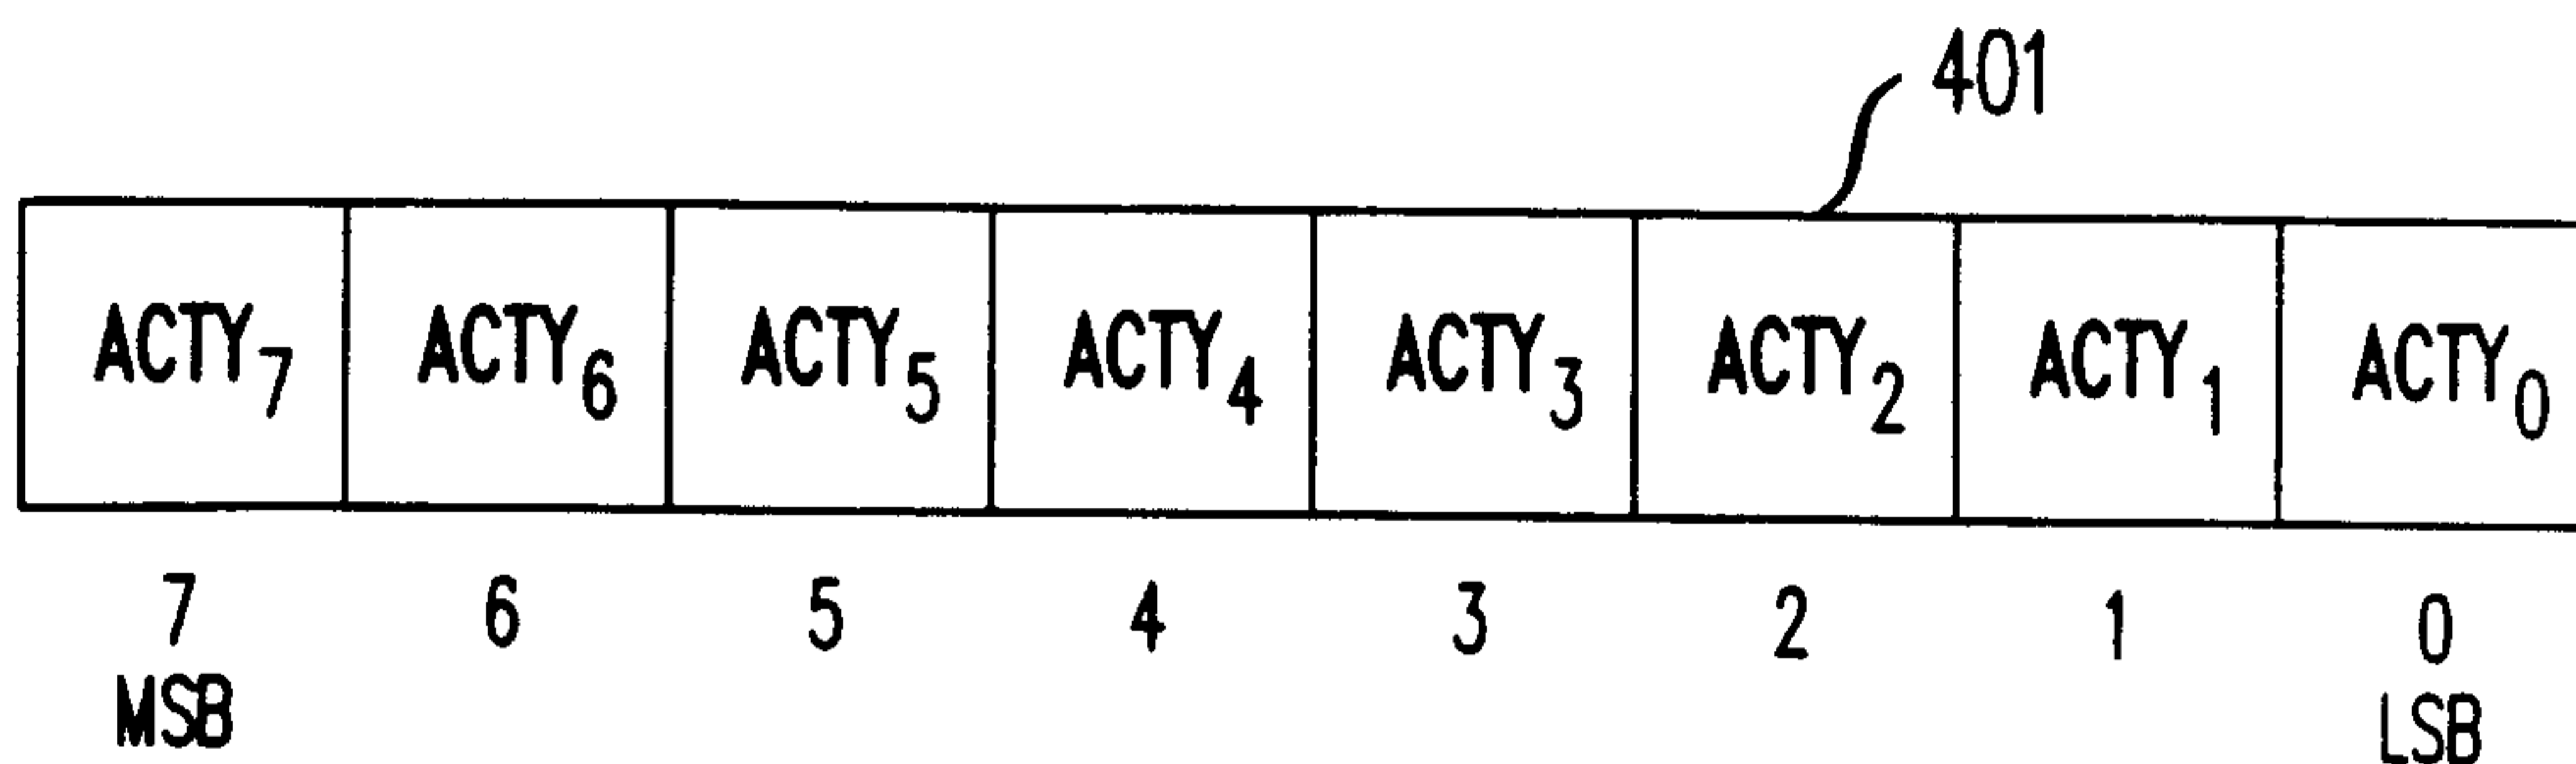 401
ACTY₇ ACTY₆ ACTY₅ ACTY₄ ACTY₃ ACTY₂ ACTY₁ ACTY₀
7 6 5 4 3 2 1 0
MSB LSB